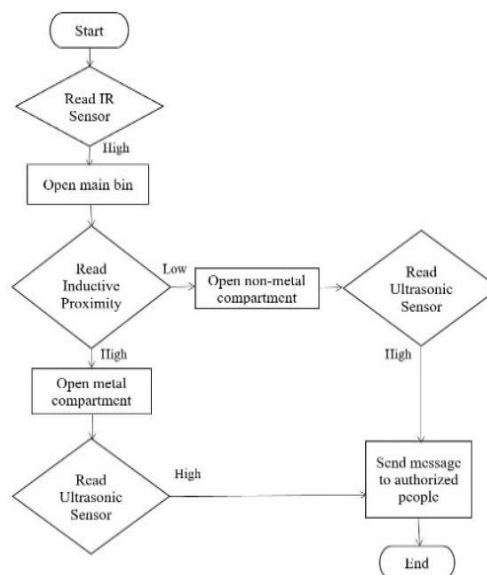 Start
Read IR
Sensor
High
Open main bin
Read
Inductive
Proximity
Low
Open non-metal
compartment
Read
Ultrasonic
Sensor
High
High
Open metal
compartment
Read
Ultrasonic
Sensor
High
Send message
to authorized
people
End